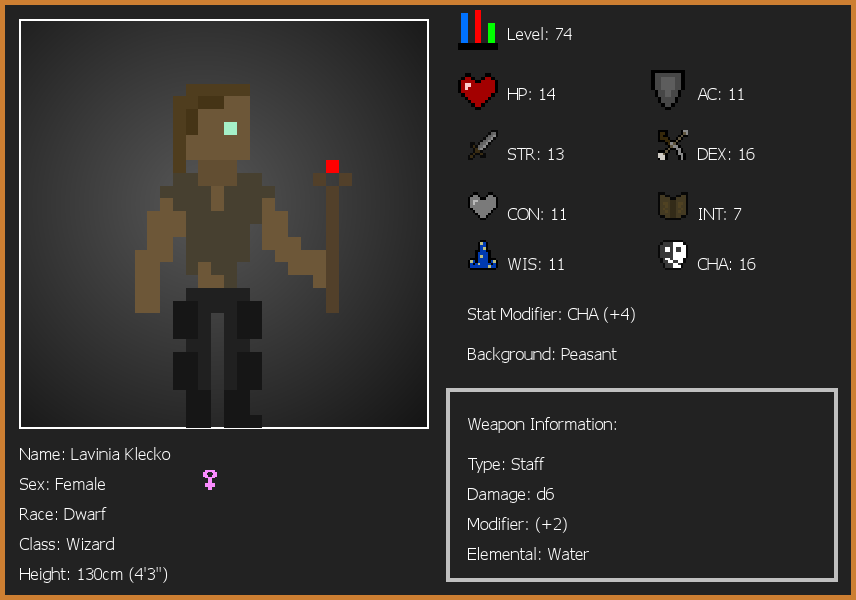 Level: 74
HP: 14
AC: 11
STR: 13
DEX: 16
CON: 11
INT: 7
WIS: 11
CHA: 16
Stat Modifier: CHA (+4)
Background: Peasant
Weapon Information:
Type: Staff
Damage: d6
Modifier: (+2)
Elemental: Water
Name: Lavinia Klecko
Sex: Female
Race: Dwarf
Class: Wizard
Height: 130cm (4'3")